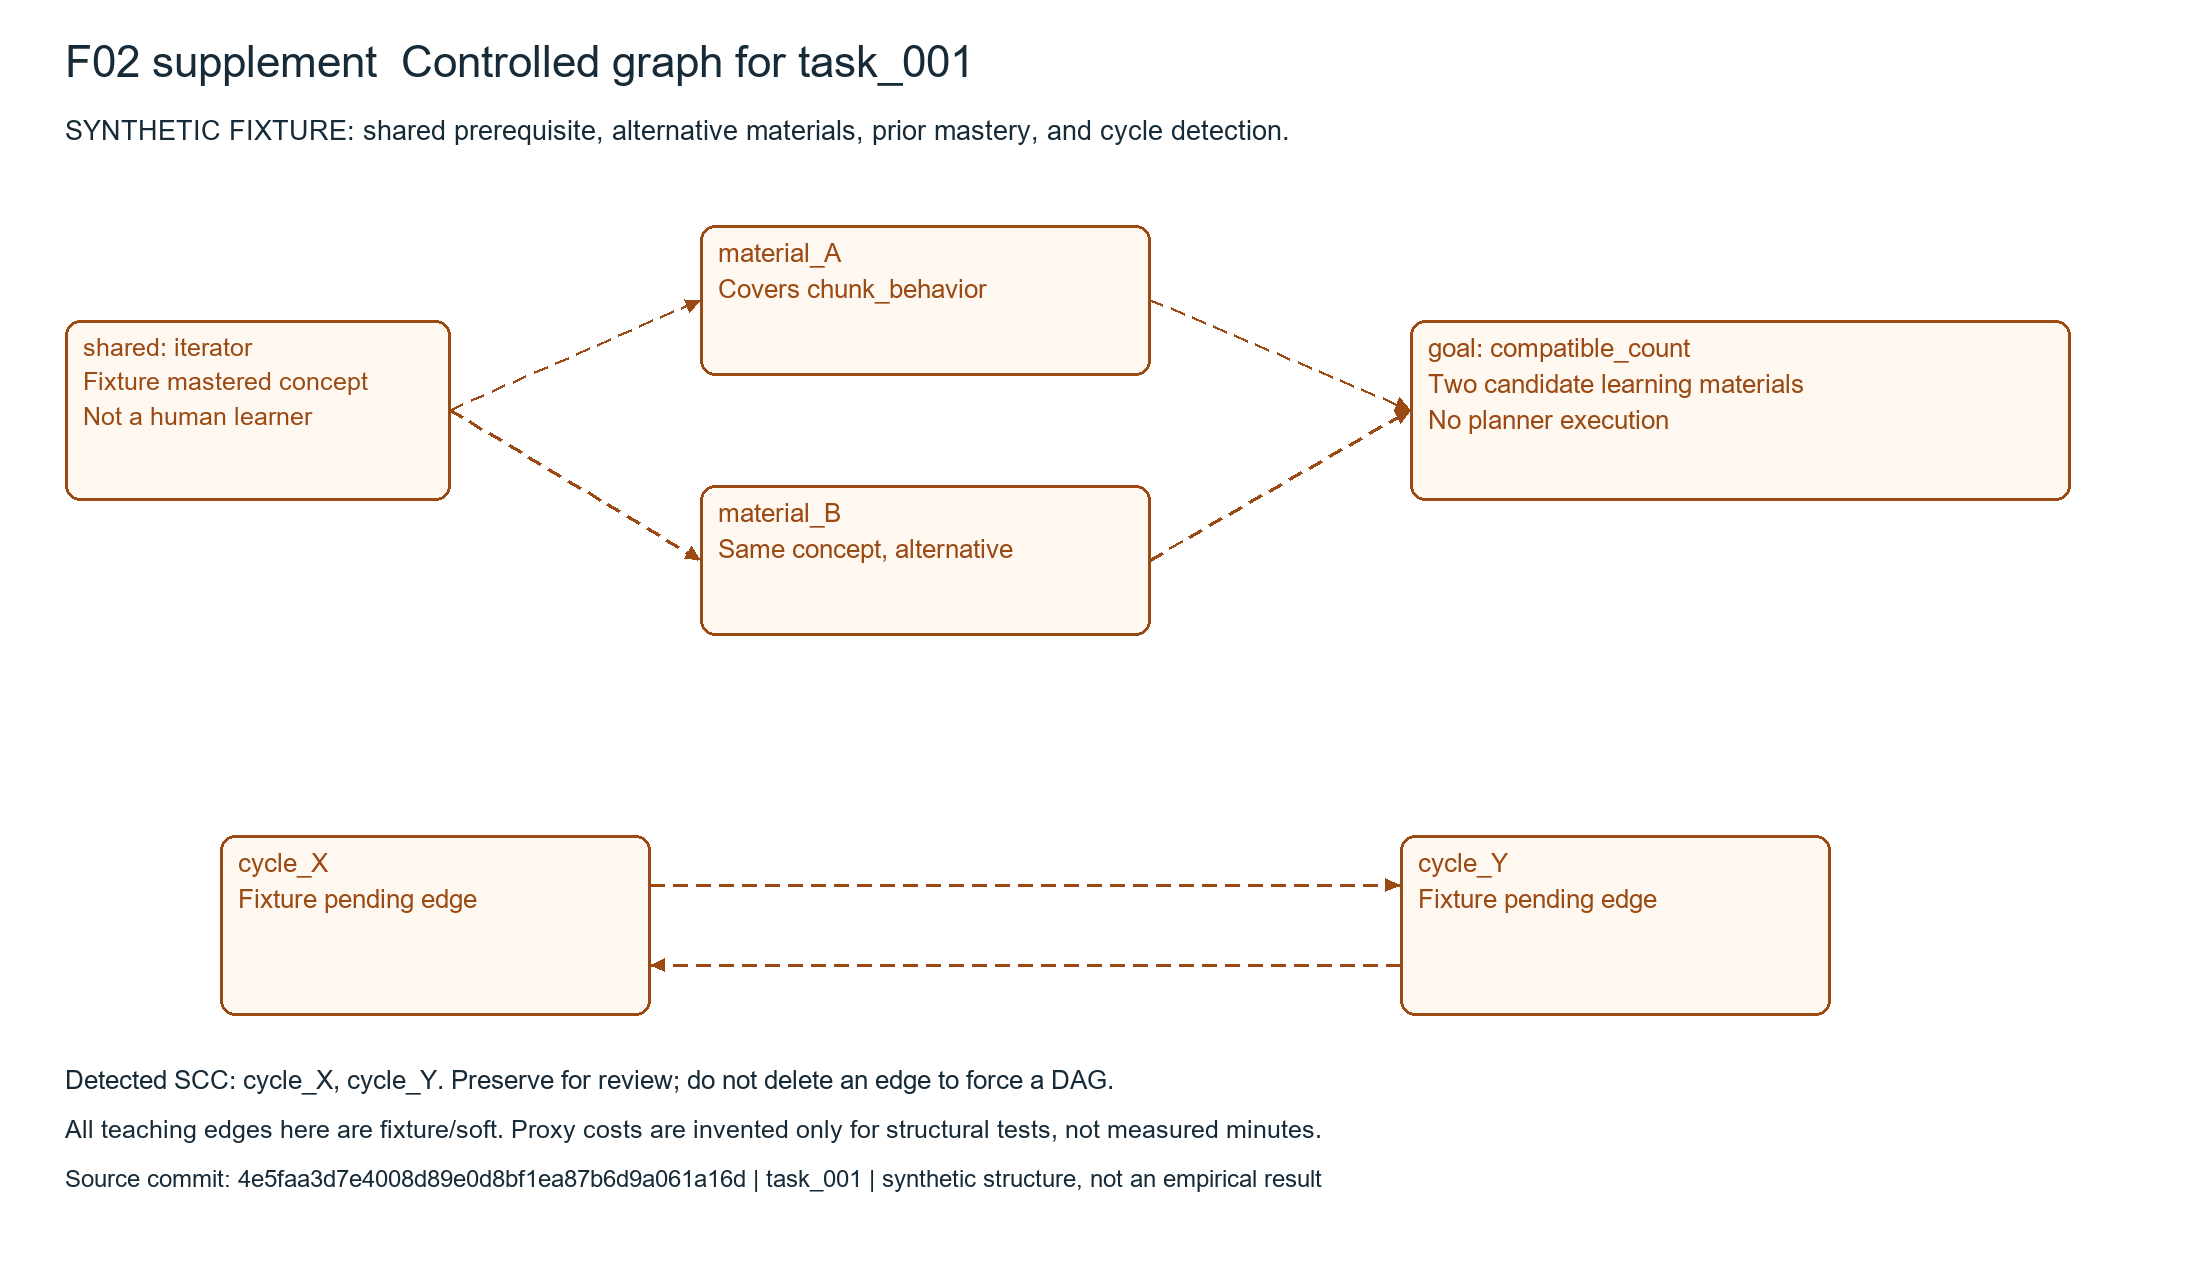 F02 supplement  Controlled graph for task_001
SYNTHETIC FIXTURE: shared prerequisite, alternative materials, prior mastery, and cycle detection.
material_A
Covers chunk_behavior
shared: iterator
Fixture mastered concept
Not a human learner
goal: compatible_count
Two candidate learning materials
No planner execution
material_B
Same concept, alternative
cycle_X
Fixture pending edge
cycle_Y
Fixture pending edge
Detected SCC: cycle_X, cycle_Y. Preserve for review; do not delete an edge to force a DAG.
All teaching edges here are fixture/soft. Proxy costs are invented only for structural tests, not measured minutes.
Source commit: 4e5faa3d7e4008d89e0d8bf1ea87b6d9a061a16d | task_001 | synthetic structure, not an empirical result